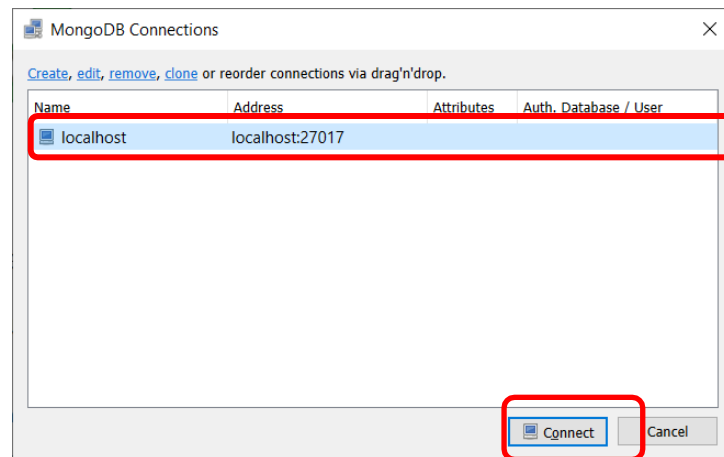 MongoDB Connections
Create, edit, remove, clone or reorder connections via drag'n'drop.
Name Address Attributes Auth. Database / User
localhost localhost:27017
Connect Cancel